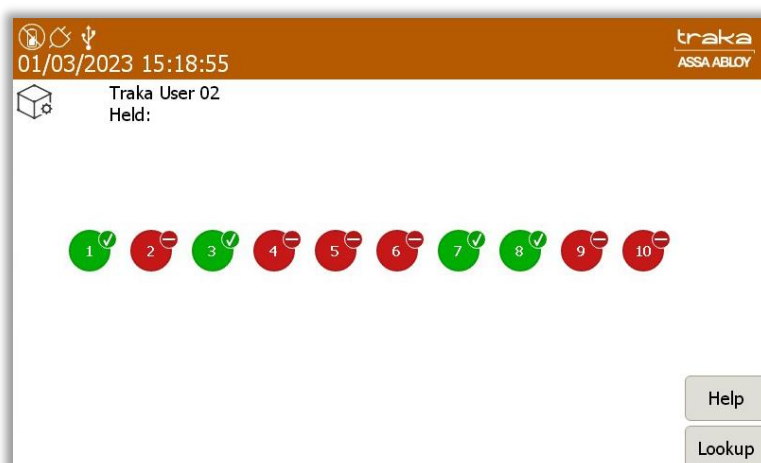 01/03/2023 15:18:55
traka
ASSA ABLOY
Traka User 02
Held:
1 2 3 4 5 6 7 8 9 10
Help
Lookup